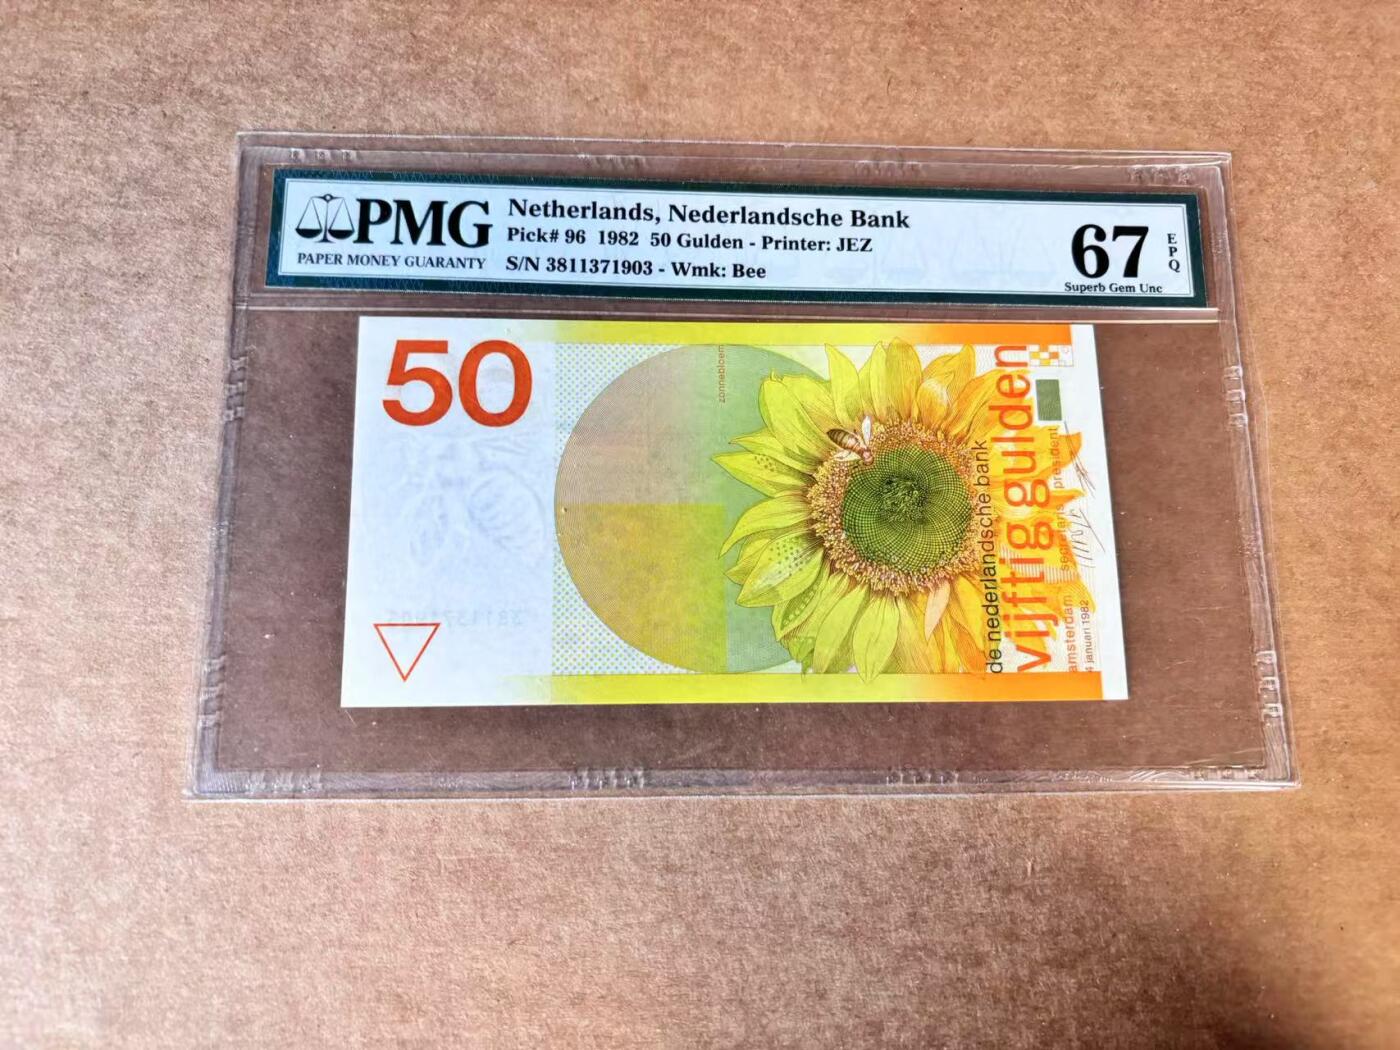 PMG
PAPER MONEY GUARANTY
Netherlands, Nederlandsche Bank
Pick# 96 1982 50 Gulden - Printer: JEZ
S/N 3811371903 - Wmk: Bee
67
EPQ
Superb Gem Unc
50
zonnebloem
de nederlandsche bank
vijftig gulden
amsterdam secretaris president
4 januari 1982